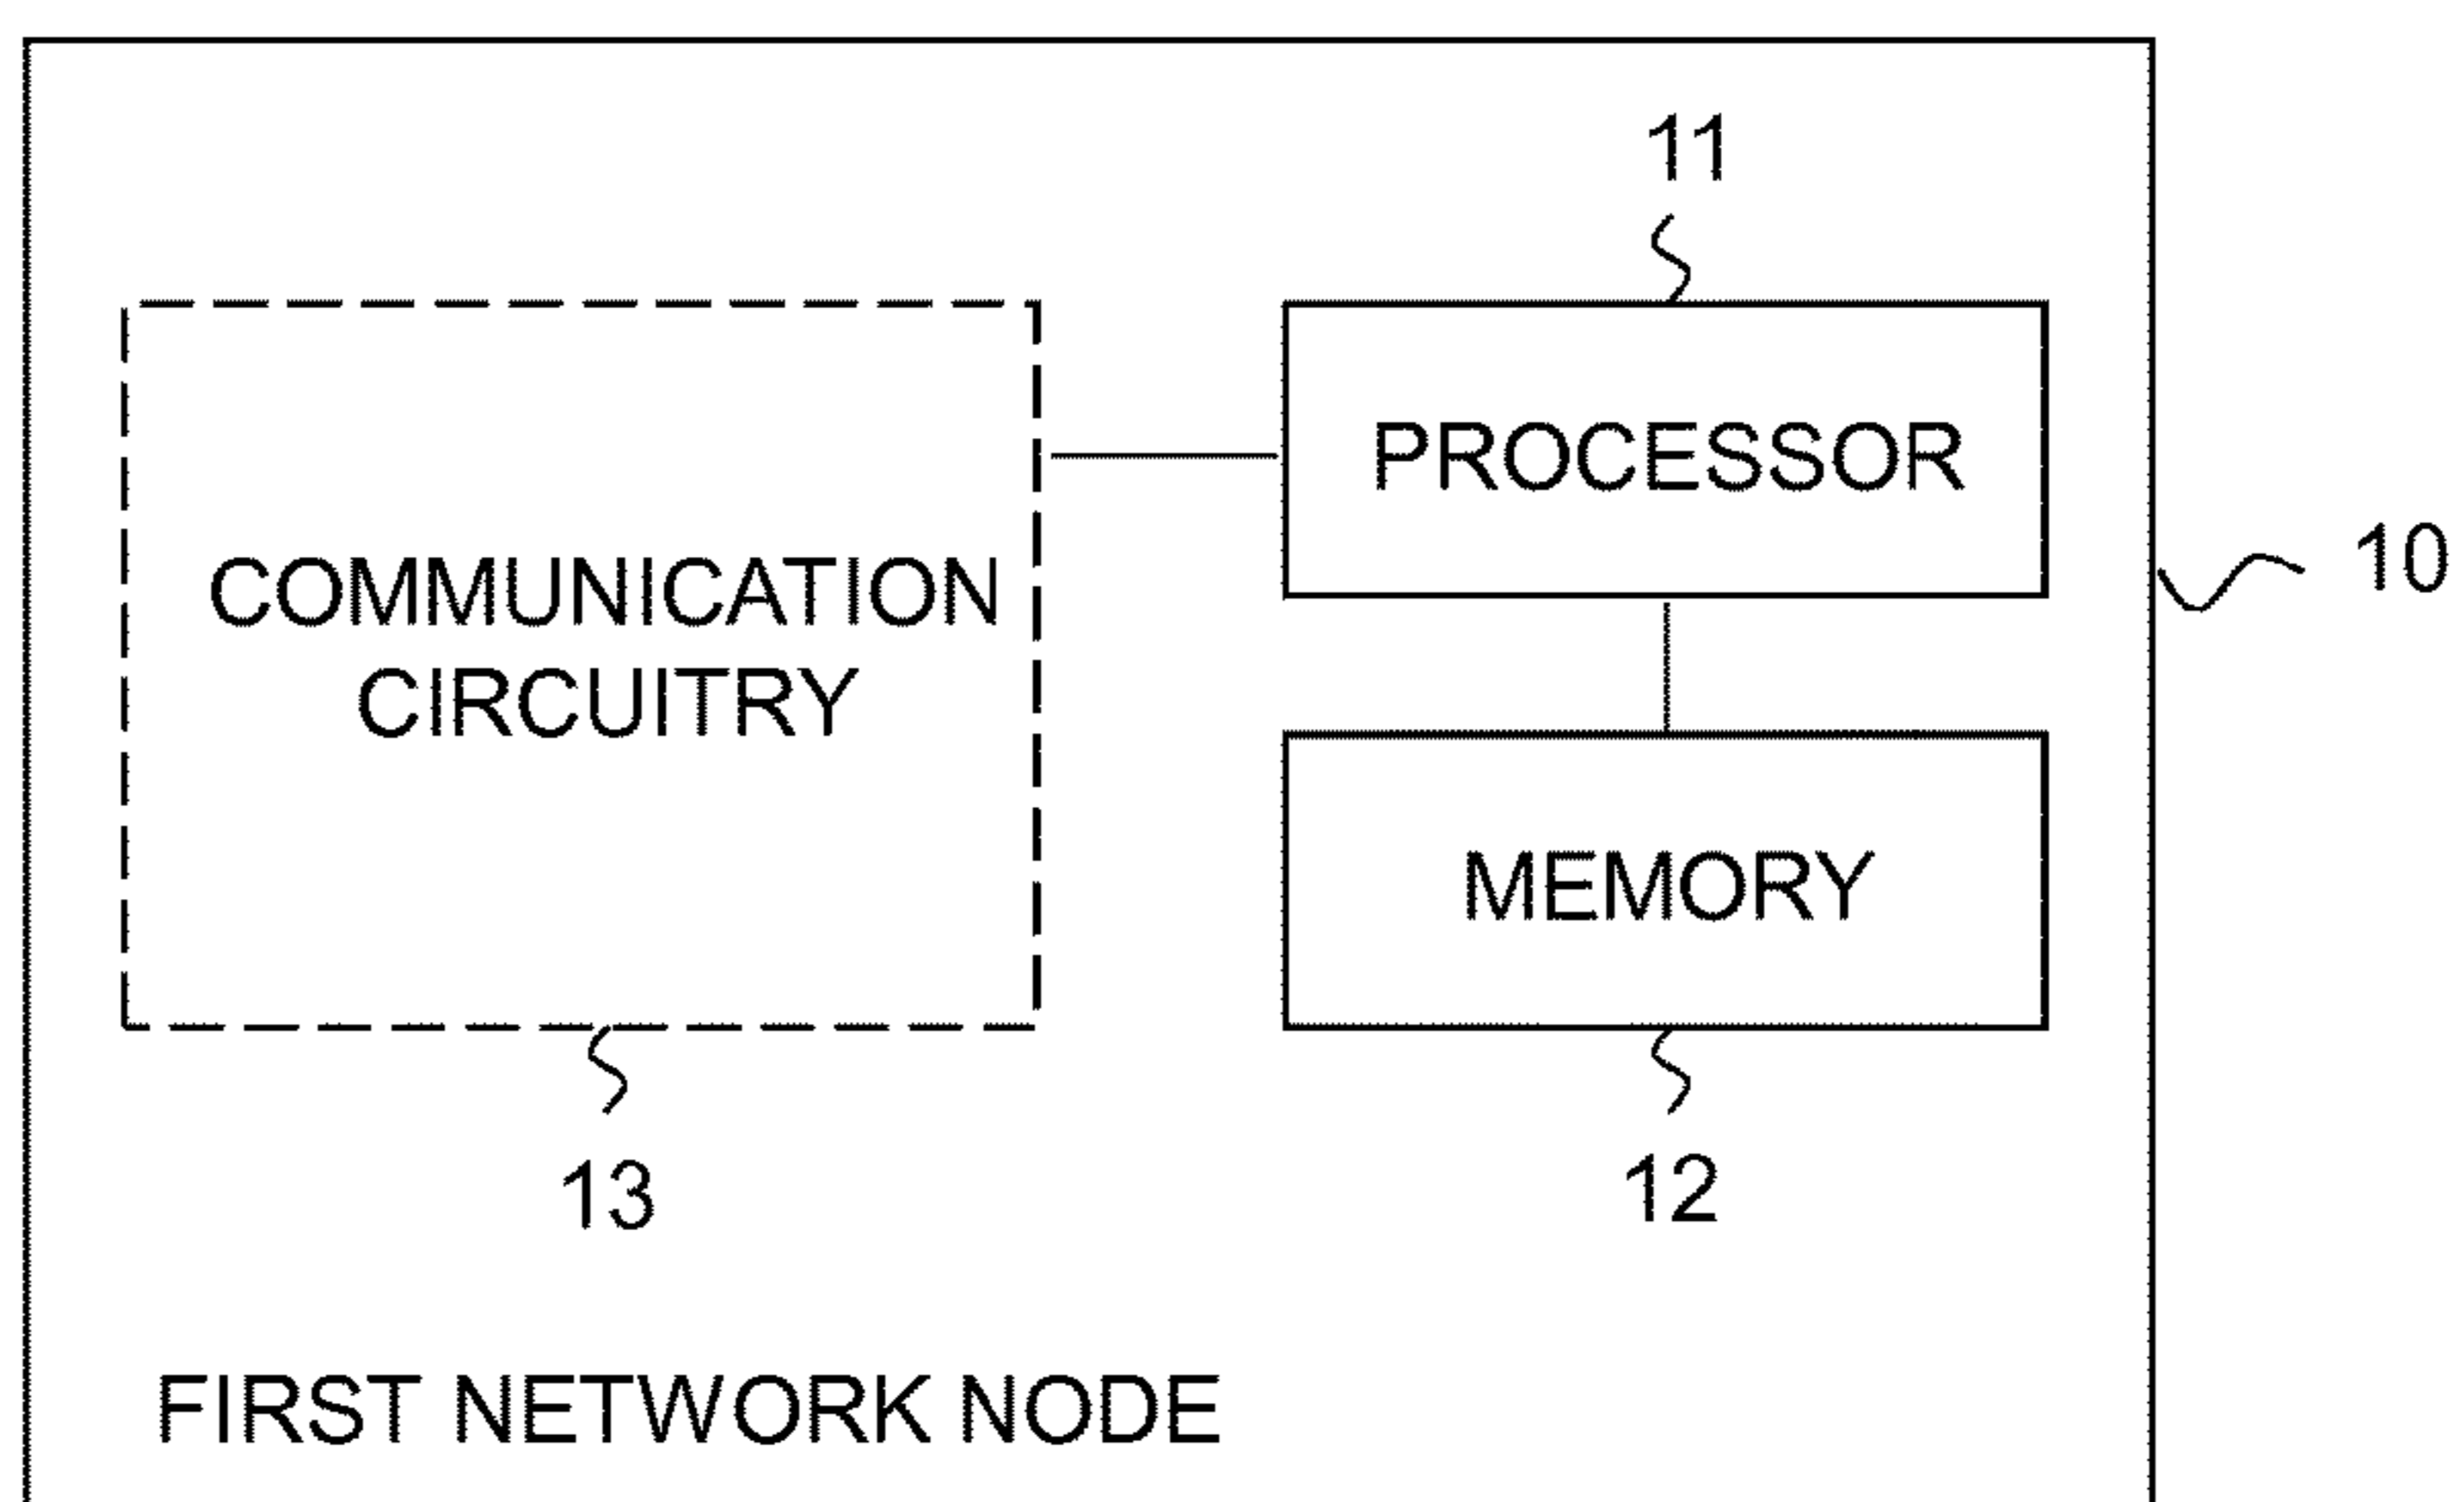 11
PROCESSOR
10
COMMUNICATION
CIRCUITRY
MEMORY
13
12
FIRST NETWORK NODE